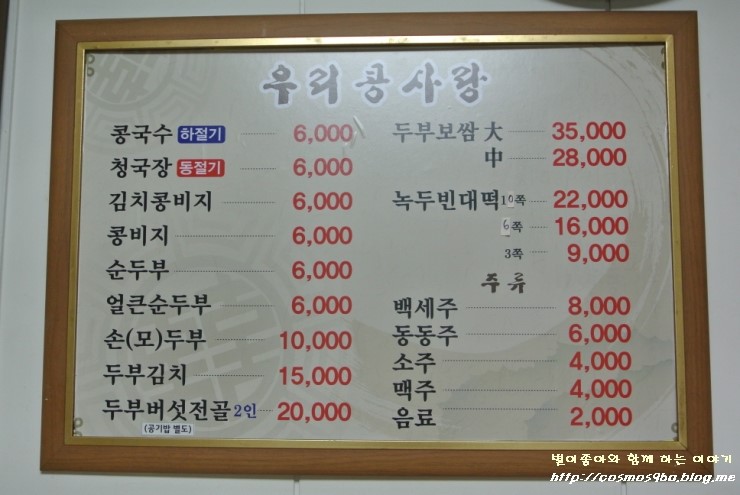 우리콩사랑
콩국수 하절기 6,000
청국장 동절기 6,000
김치콩비지 6,000
콩비지 6,000
순두부 6,000
얼큰순두부 6,000
손(모)두부 10,000
두부김치 15,000
두부버섯전골 2인 20,000
(공기밥 별도)
두부보쌈 大 35,000
中 28,000
녹두빈대떡 10쪽 22,000
6쪽 16,000
3쪽 9,000
주류
백세주 8,000
동동주 6,000
소주 4,000
맥주 4,000
음료 2,000
별이좋아와 함께 하는 이야기
http://cosmos9ba.blog.me